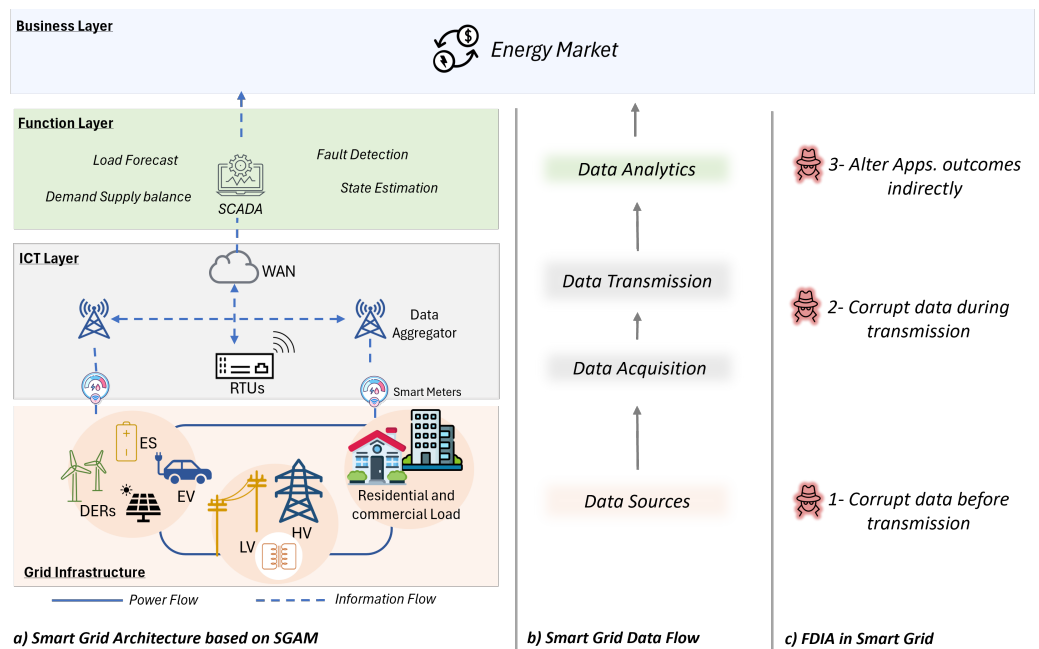 Business Layer
Energy Market
Function Layer
Load Forecast
Fault Detection
Demand Supply balance
State Estimation
SCADA
ICT Layer
WAN
Data
Aggregator
RTUs
Smart Meters
ES
EV
DERs
LV
HV
Residential and
commercial Load
Grid Infrastructure
Power Flow
Information Flow
a) Smart Grid Architecture based on SGAM
Data Analytics
Data Transmission
Data Acquisition
Data Sources
b) Smart Grid Data Flow
3- Alter Apps. outcomes
indirectly
2- Corrupt data during
transmission
1- Corrupt data before
transmission
c) FDIA in Smart Grid